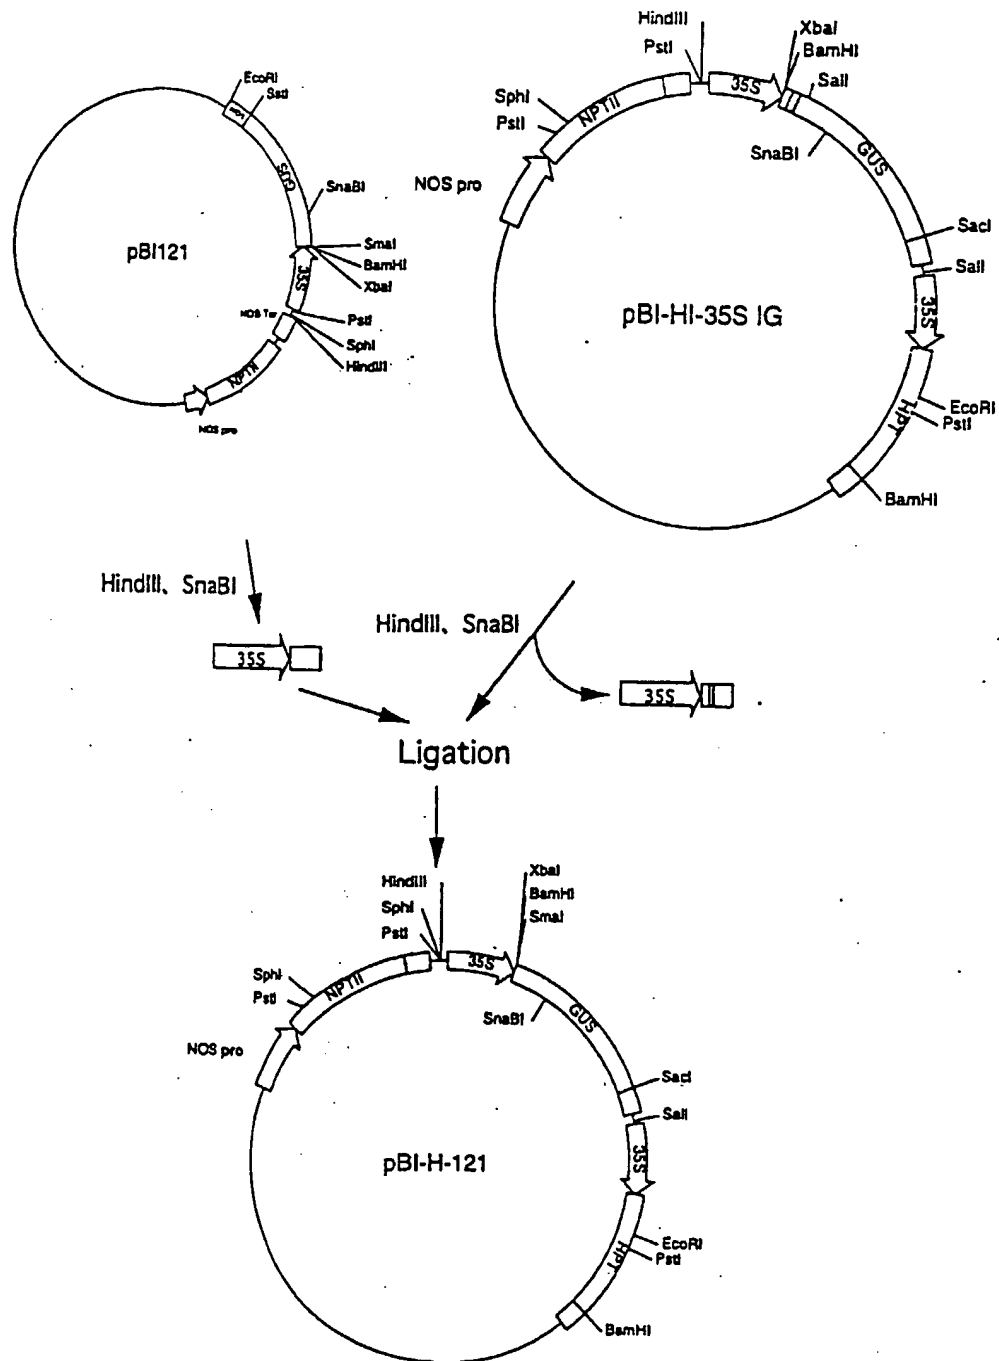 EcoRI
SstI
GUS
SnaBI
pBI121
SmaI
BamHI
XbaI
35S
NOS Ter
PstI
SphI
HindIII
NPTII
NOS pro
HindIII
PstI
XbaI
BamHI
SalI
35S
SphI
PstI
NPTII
SnaBI
GUS
NOS pro
SacI
SalI
pBI-HI-35S IG
35S
EcoRI
PstI
HPT
BamHI
HindIII、SnaBI
35S
HindIII、SnaBI
35S
Ligation
HindIII
SphI
PstI
XbaI
BamHI
SmaI
35S
SphI
PstI
NPTII
SnaBI
GUS
NOS pro
SacI
SalI
pBI-H-121
35S
EcoRI
PstI
HPT
BamHI